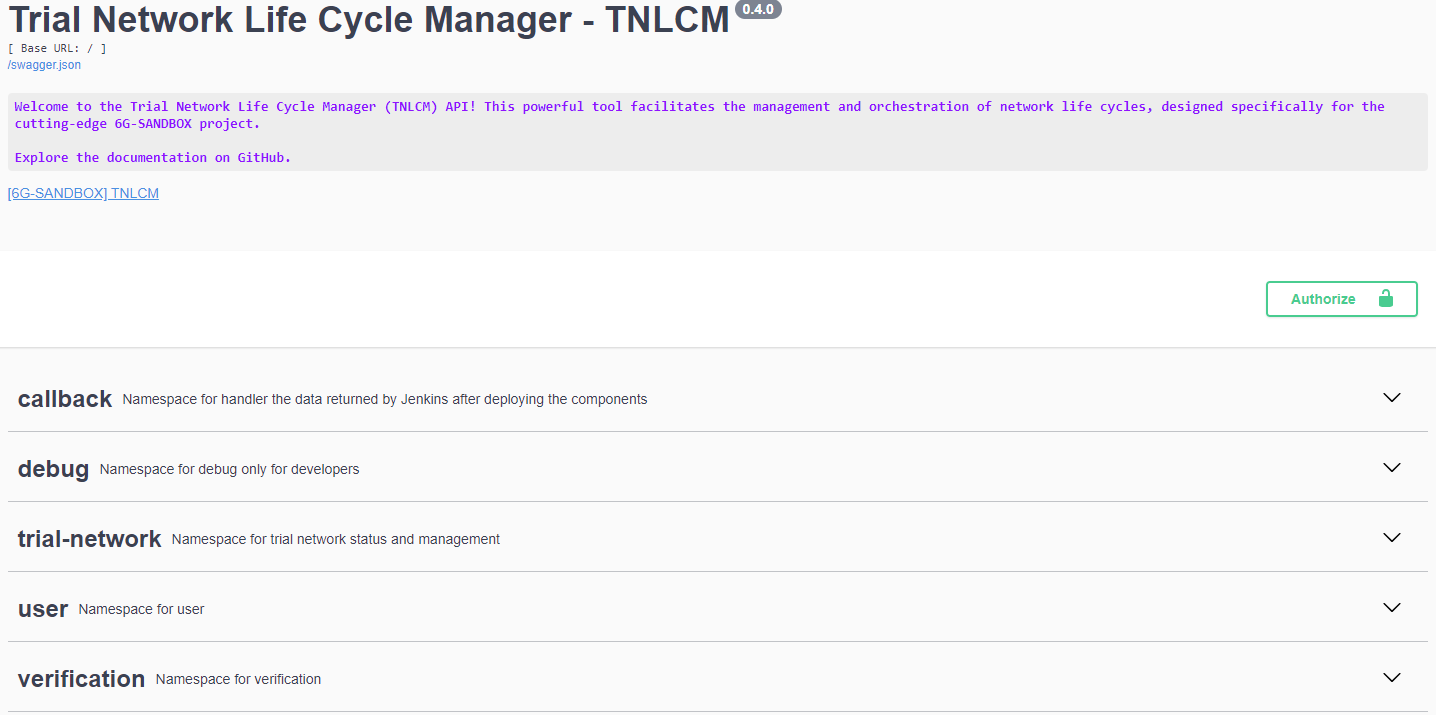 Trial Network Life Cycle Manager - TNLCM 0.4.0
[ Base URL: / ]
/swagger.json
Welcome to the Trial Network Life Cycle Manager (TNLCM) API! This powerful tool facilitates the management and orchestration of network life cycles, designed specifically for the
cutting-edge 6G-SANDBOX project.
Explore the documentation on GitHub.
[6G-SANDBOX] TNLCM
Authorize
callback Namespace for handler the data returned by Jenkins after deploying the components
debug Namespace for debug only for developers
trial-network Namespace for trial network status and management
user Namespace for user
verification Namespace for verification